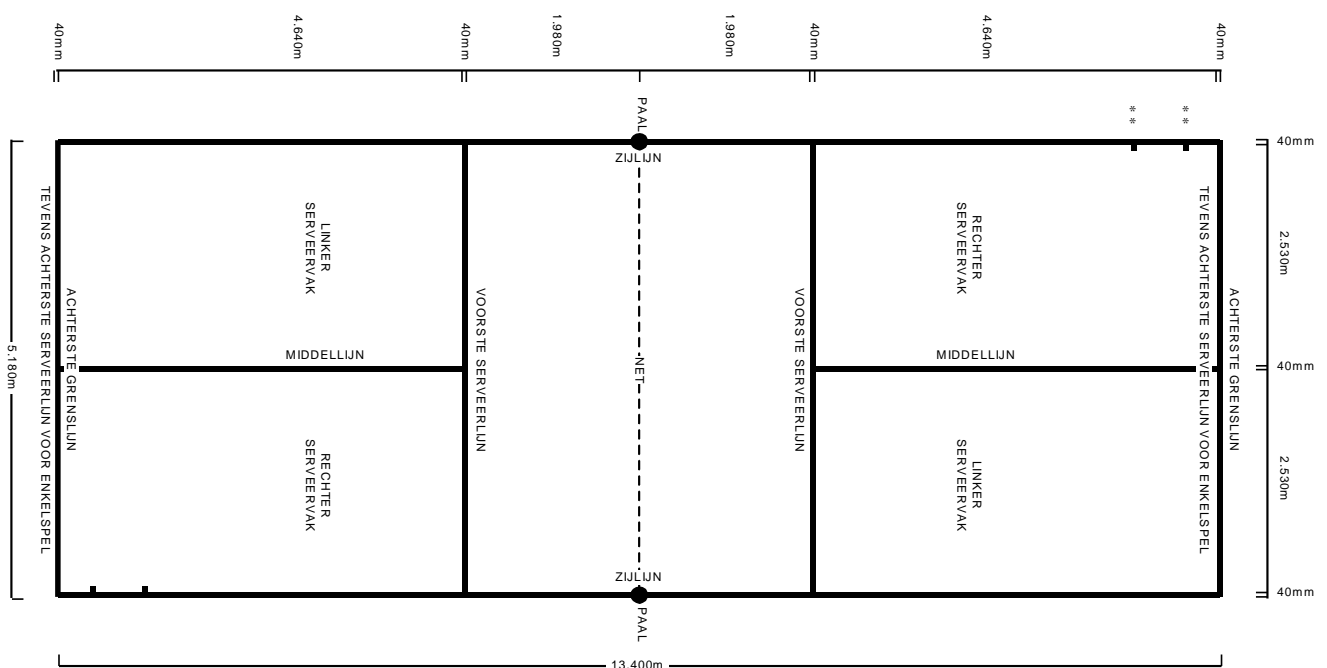 40mm
4.640m
40mm
1.980m
1.980m
40mm
4.640m
40mm
PAAL
**
**
40mm
ZIJLIJN
TEVENS ACHTERSTE SERVEERLIJN VOOR ENKELSPEL
ACHTERSTE GRENSLIJN
LINKER
SERVEERVAK
VOORSTE SERVEERLIJN
NET
VOORSTE SERVEERLIJN
RECHTER
SERVEERVAK
TEVENS ACHTERSTE SERVEERLIJN VOOR ENKELSPEL
ACHTERSTE GRENSLIJN
2.530m
5.180m
MIDDELLIJN
MIDDELLIJN
40mm
RECHTER
SERVEERVAK
LINKER
SERVEERVAK
2.530m
ZIJLIJN
40mm
PAAL
13.400m